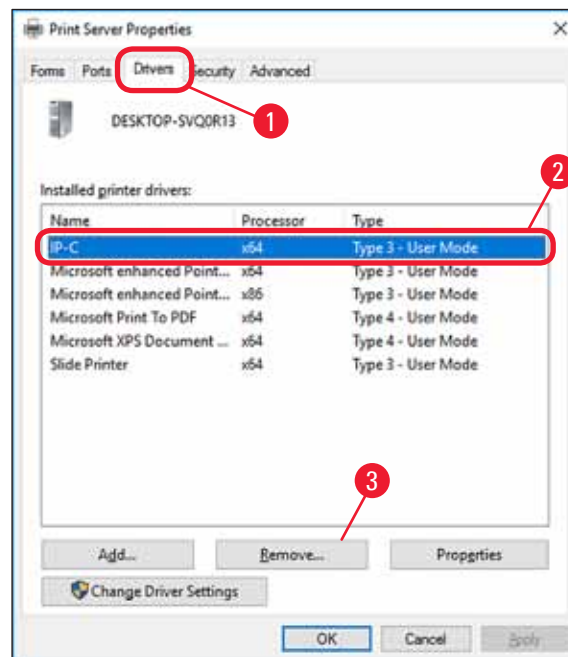 Print Server Properties
Forms Ports Drivers Security Advanced
1
DESKTOP-SVQ0R13
2
Installed printer drivers:
Name Processor Type
IP-C x64 Type 3 - User Mode
Microsoft enhanced Point... x64 Type 3 - User Mode
Microsoft enhanced Point... x86 Type 3 - User Mode
Microsoft Print To PDF x64 Type 4 - User Mode
Microsoft XPS Document ... x64 Type 4 - User Mode
Slide Printer x64 Type 3 - User Mode
3
Add... Remove... Properties
Change Driver Settings
OK Cancel Apply